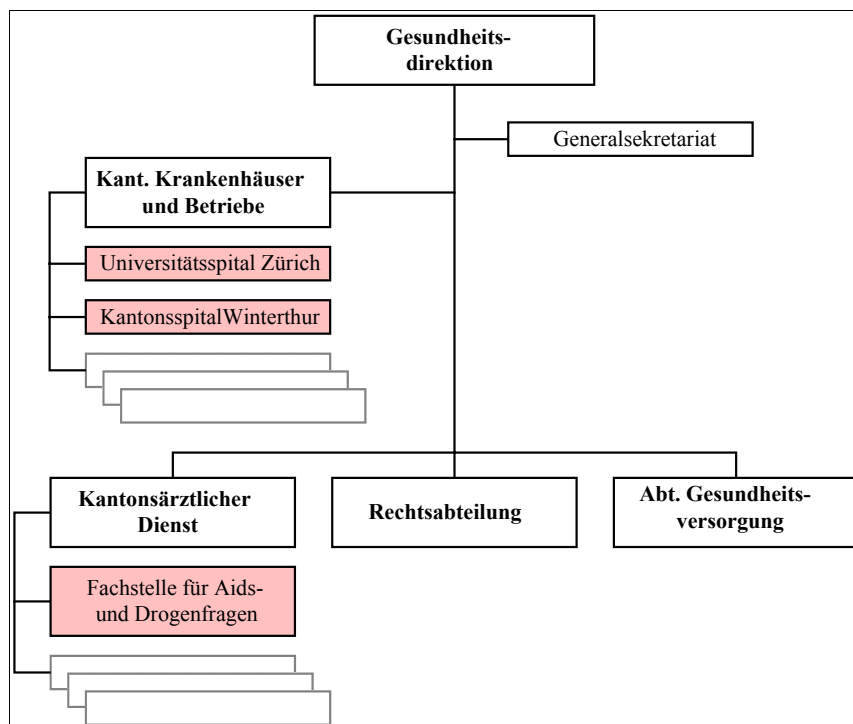 Gesundheits-
direktion
Generalsekretariat
Kant. Krankenhäuser
und Betriebe
Universitätsspital Zürich
KantonsspitalWinterthur
Kantonsärztlicher
Dienst
Rechtsabteilung
Abt. Gesundheits-
versorgung
Fachstelle für Aids-
und Drogenfragen